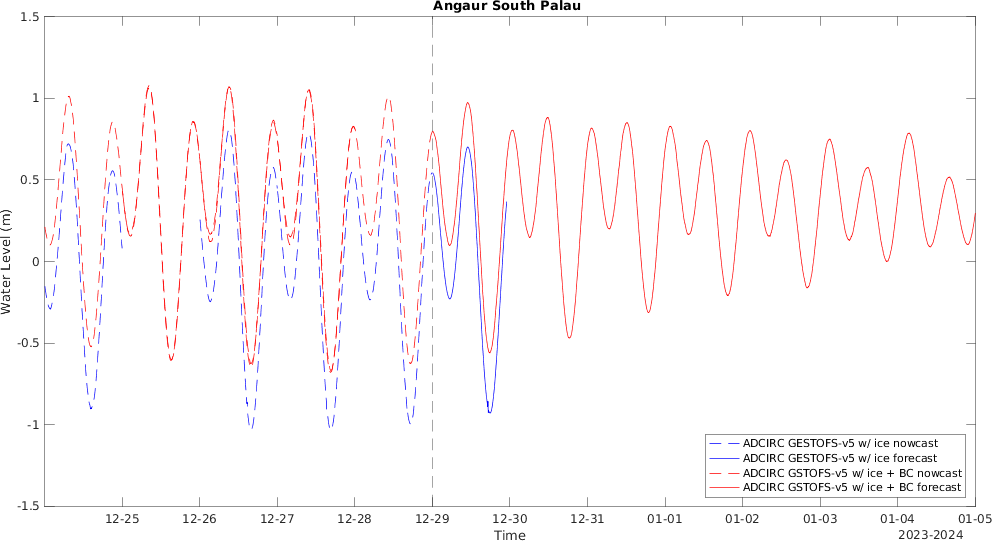 Angaur South Palau
1.5
1
0.5
0
-0.5
-1
-1.5
Water Level (m)
ADCIRC GESTOFS-v5 w/ ice nowcast
ADCIRC GESTOFS-v5 w/ ice forecast
ADCIRC GSTOFS-v5 w/ ice + BC nowcast
ADCIRC GSTOFS-v5 w/ ice + BC forecast
12-25 12-26 12-27 12-28 12-29 12-30 12-31 01-01 01-02 01-03 01-04 01-05
Time
2023-2024